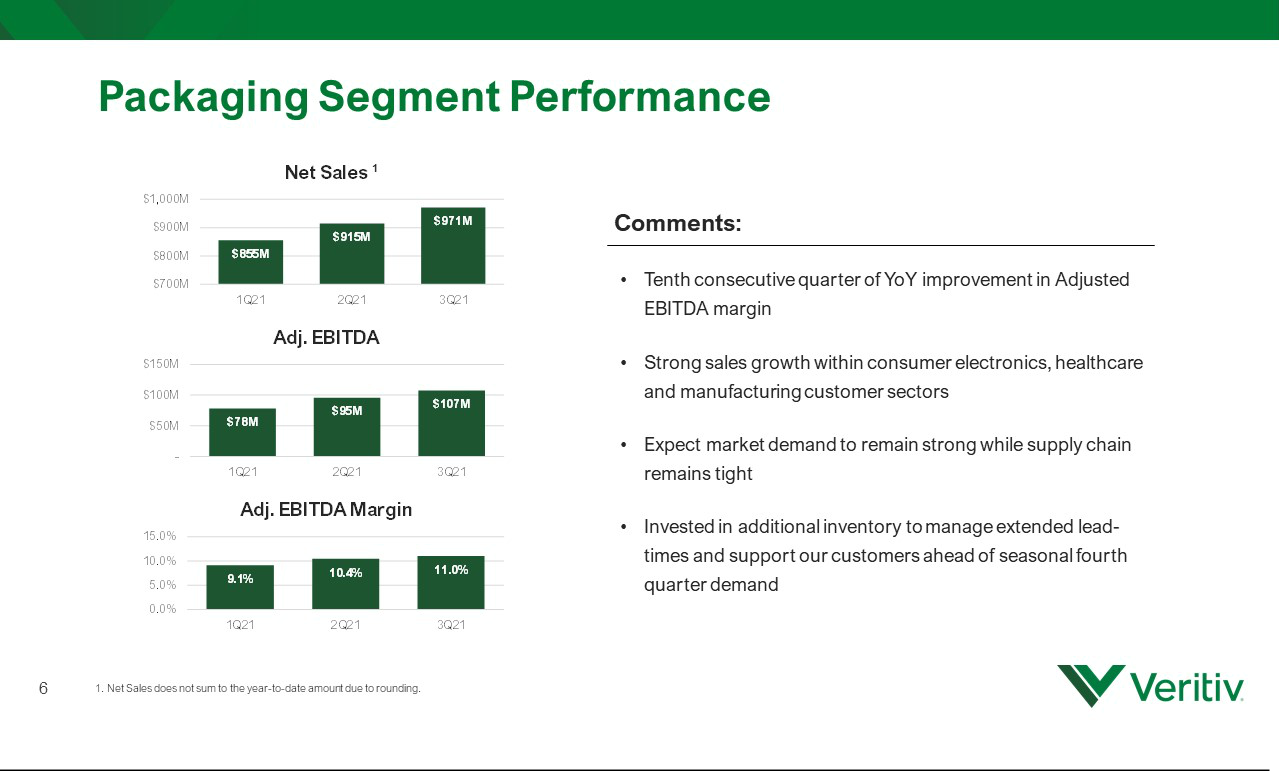 Packaging Segment Performance
Net Sales 1
$1,000M
$900M
$800M
$700M
$855M
$915M
$971M
1Q21
2Q21
3Q21
Adj. EBITDA
$150M
$100M
$50M
-
$78M
$95M
$107M
1Q21
2Q21
3Q21
Adj. EBITDA Margin
15.0%
10.0%
5.0%
0.0%
9.1%
10.4%
11.0%
1Q21
2Q21
3Q21
Comments:
• Tenth consecutive quarter of YoY improvement in Adjusted
EBITDA margin
• Strong sales growth within consumer electronics, healthcare
and manufacturing customer sectors
• Expect market demand to remain strong while supply chain
remains tight
• Invested in additional inventory to manage extended lead-
times and support our customers ahead of seasonal fourth
quarter demand
6
1. Net Sales does not sum to the year-to-date amount due to rounding.
Veritiv